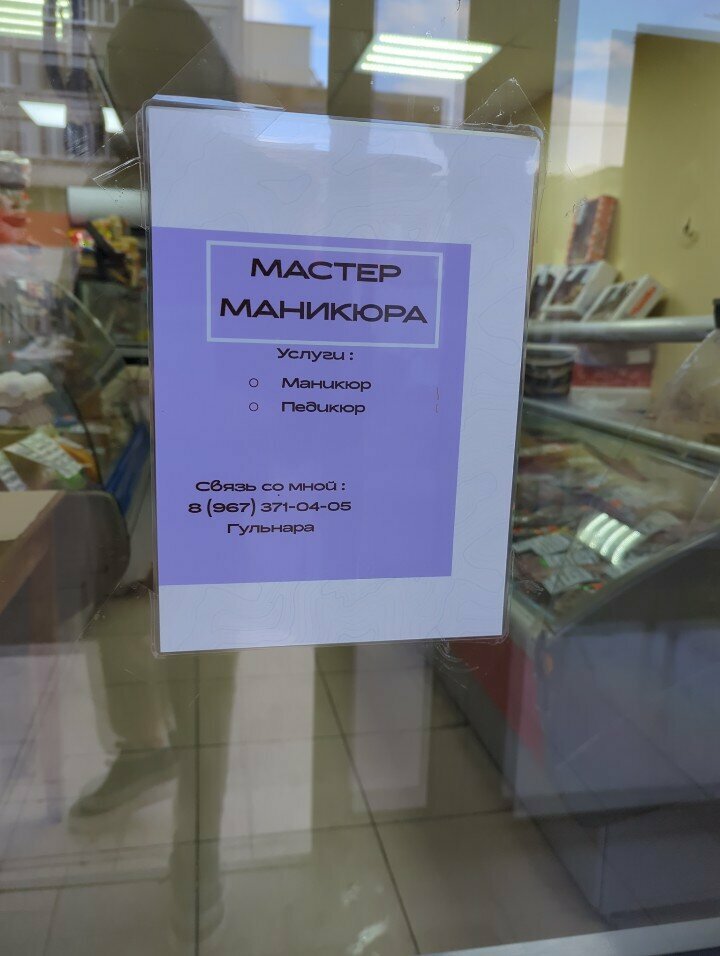 МАСТЕР
МАНИКЮРА
Услуги :
Маникюр
Педикюр
Связь со мной :
8 (967) 371-04-05
Гульнара